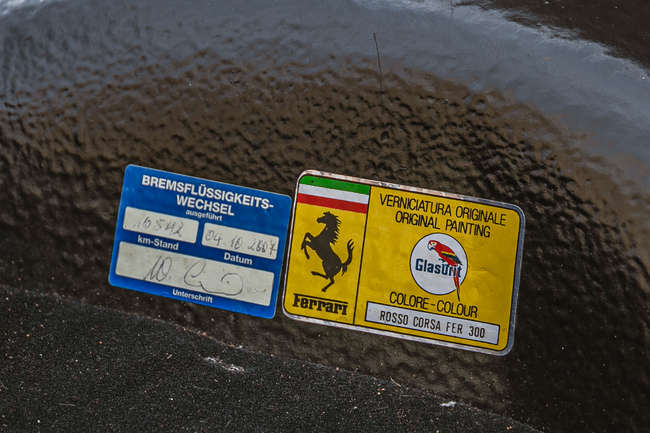 BREMSFLÜSSIGKEITS-
WECHSEL
ausgeführt
04.10.2007
km-Stand
Datum
Unterschrift
VERNICIATURA ORIGINALE
ORIGINAL PAINTING
Glasurit
COLORE-COLOUR
ROSSO CORSA FER 300
Ferrari